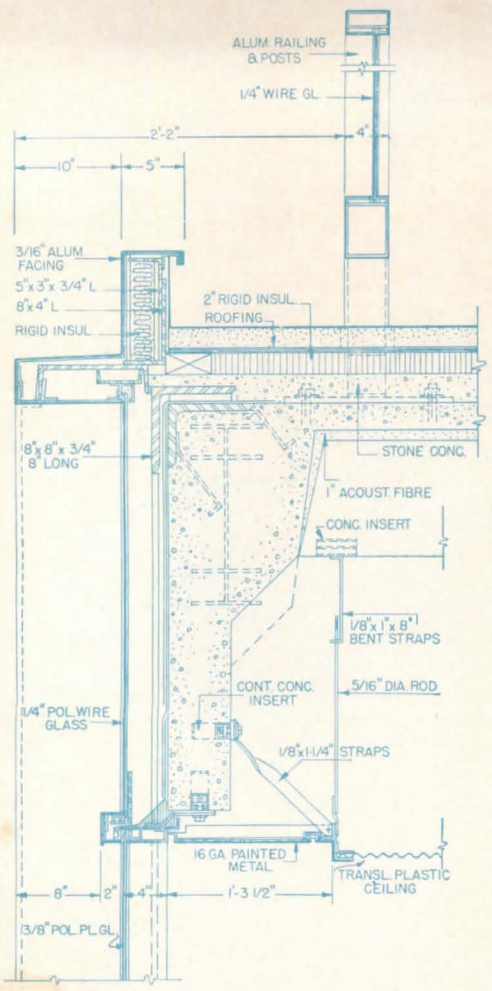 ALUM. RAILING
& POSTS
1/4" WIRE GL.
2'-2"
4"
10"
5"
3/16" ALUM.
FACING
5"x 3"x 3/4" L
8"x 4" L
RIGID INSUL.
2" RIGID INSUL.
ROOFING
8"x 8"x 3/4"
8" LONG
STONE CONC.
1" ACOUST. FIBRE
CONC. INSERT
1/8"x 1"x 8"
BENT STRAPS
CONT. CONC.
INSERT
5/16" DIA. ROD
1/4" POL. WIRE
GLASS
1/8"x1-1/4" STRAPS
16 GA. PAINTED
METAL
TRANSL. PLASTIC
CEILING
8"
2"
4"
1'-3 1/2"
3/8" POL. PL. GL.